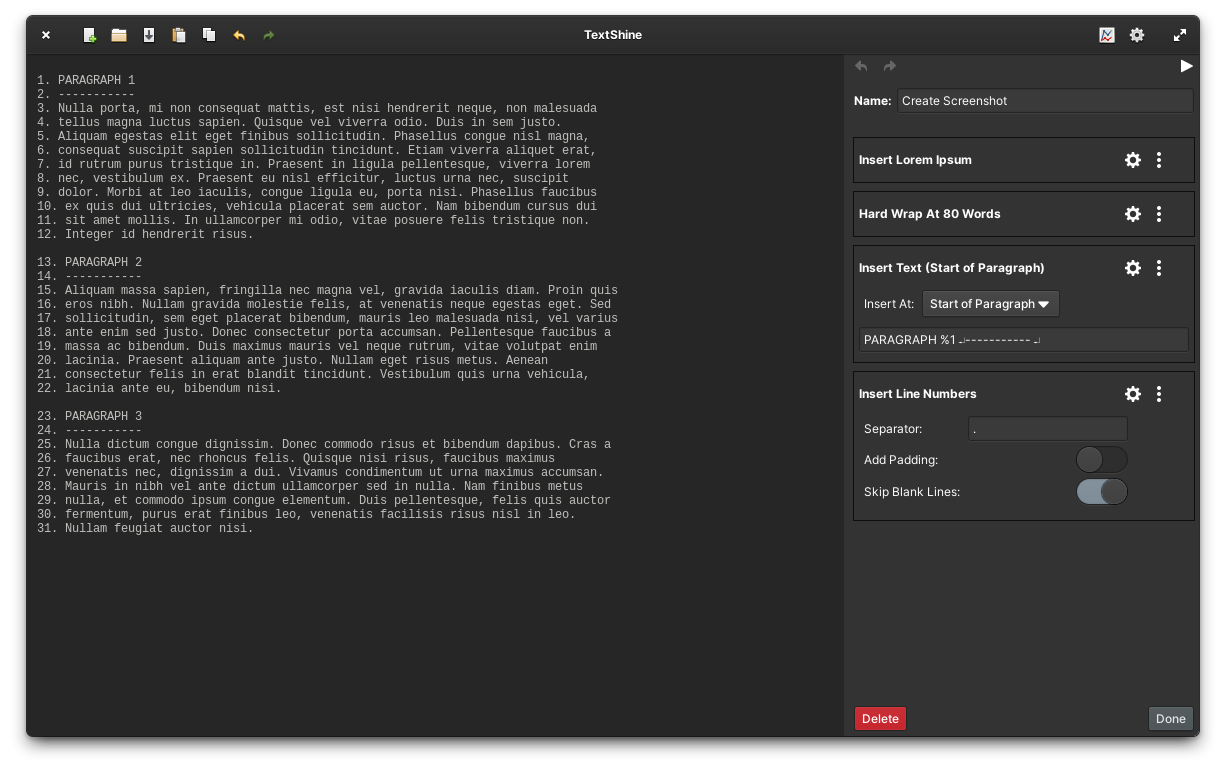 TextShine
1. PARAGRAPH 1
2. -----------
3. Nulla porta, mi non consequat mattis, est nisi hendrerit neque, non malesuada
4. tellus magna luctus sapien. Quisque vel viverra odio. Duis in sem justo.
5. Aliquam egestas elit eget finibus sollicitudin. Phasellus congue nisl magna,
6. consequat suscipit sapien sollicitudin tincidunt. Etiam viverra aliquet erat,
7. id rutrum purus tristique in. Praesent in ligula pellentesque, viverra lorem
8. nec, vestibulum ex. Praesent eu nisl efficitur, luctus urna nec, suscipit
9. dolor. Morbi at leo iaculis, congue ligula eu, porta nisi. Phasellus faucibus
10. ex quis dui ultricies, vehicula placerat sem auctor. Nam bibendum cursus dui
11. sit amet mollis. In ullamcorper mi odio, vitae posuere felis tristique non.
12. Integer id hendrerit risus.
13. PARAGRAPH 2
14. -----------
15. Aliquam massa sapien, fringilla nec magna vel, gravida iaculis diam. Proin quis
16. eros nibh. Nullam gravida molestie felis, at venenatis neque egestas eget. Sed
17. sollicitudin, sem eget placerat bibendum, mauris leo malesuada nisi, vel varius
18. ante enim sed justo. Donec consectetur porta accumsan. Pellentesque faucibus a
19. massa ac bibendum. Duis maximus mauris vel neque rutrum, vitae volutpat enim
20. lacinia. Praesent aliquam ante justo. Nullam eget risus metus. Aenean
21. consectetur felis in erat blandit tincidunt. Vestibulum quis urna vehicula,
22. lacinia ante eu, bibendum nisi.
23. PARAGRAPH 3
24. -----------
25. Nulla dictum congue dignissim. Donec commodo risus et bibendum dapibus. Cras a
26. faucibus erat, nec rhoncus felis. Quisque nisi risus, faucibus maximus
27. venenatis nec, dignissim a dui. Vivamus condimentum ut urna maximus accumsan.
28. Mauris in nibh vel ante dictum ullamcorper sed in nulla. Nam finibus metus
29. nulla, et commodo ipsum congue elementum. Duis pellentesque, felis quis auctor
30. fermentum, purus erat finibus leo, venenatis facilisis risus nisl in leo.
31. Nullam feugiat auctor nisi.
Name: Create Screenshot
Insert Lorem Ipsum
Hard Wrap At 80 Words
Insert Text (Start of Paragraph)
Insert At: Start of Paragraph
PARAGRAPH %1 ↵----------- ↵
Insert Line Numbers
Separator: .
Add Padding:
Skip Blank Lines:
Delete
Done